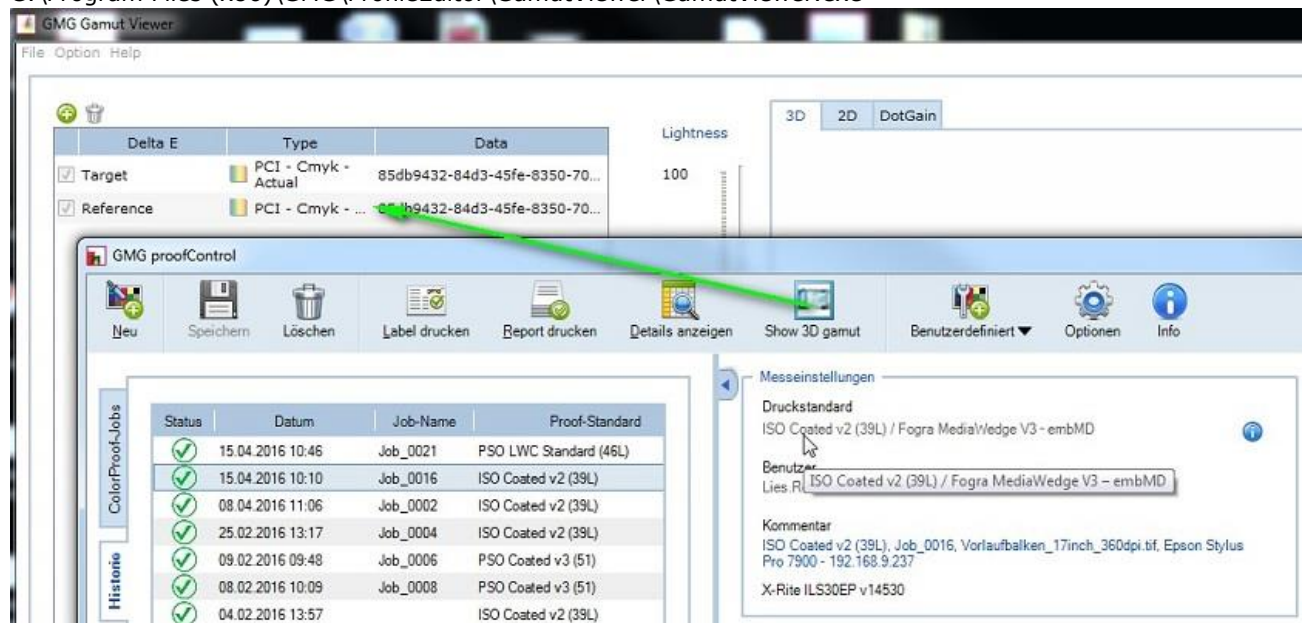 GMG Gamut Viewer
File Option Help
3D 2D DotGain
Lightness
Delta E Type Data
100
Target PCI - Cmyk - Actual 85db9432-84d3-45fe-8350-70...
Reference PCI - Cmyk - ... 85db9432-84d3-45fe-8350-70...
GMG proofControl
Neu Speichern Löschen Label drucken Report drucken Details anzeigen Show 3D gamut Benutzerdefiniert Optionen Info
ColorProof-Jobs
Historie
Status Datum Job-Name Proof-Standard
15.04.2016 10:46 Job_0021 PSO LWC Standard (46L)
15.04.2016 10:10 Job_0016 ISO Coated v2 (39L)
08.04.2016 11:06 Job_0002 ISO Coated v2 (39L)
25.02.2016 13:17 Job_0004 ISO Coated v2 (39L)
09.02.2016 09:48 Job_0006 PSO Coated v3 (51)
08.02.2016 10:09 Job_0008 PSO Coated v3 (51)
04.02.2016 13:57 ISO Coated v2 (39L)
Messeinstellungen
Druckstandard
ISO Coated v2 (39L) / Fogra MediaWedge V3 - embMD
Benutzer
Lies.R
ISO Coated v2 (39L) / Fogra MediaWedge V3 – embMD
Kommentar
ISO Coated v2 (39L), Job_0016, Vorlaufbalken_17inch_360dpi.tif, Epson Stylus
Pro 7900 - 192.168.9.237
X-Rite ILS30EP v14530